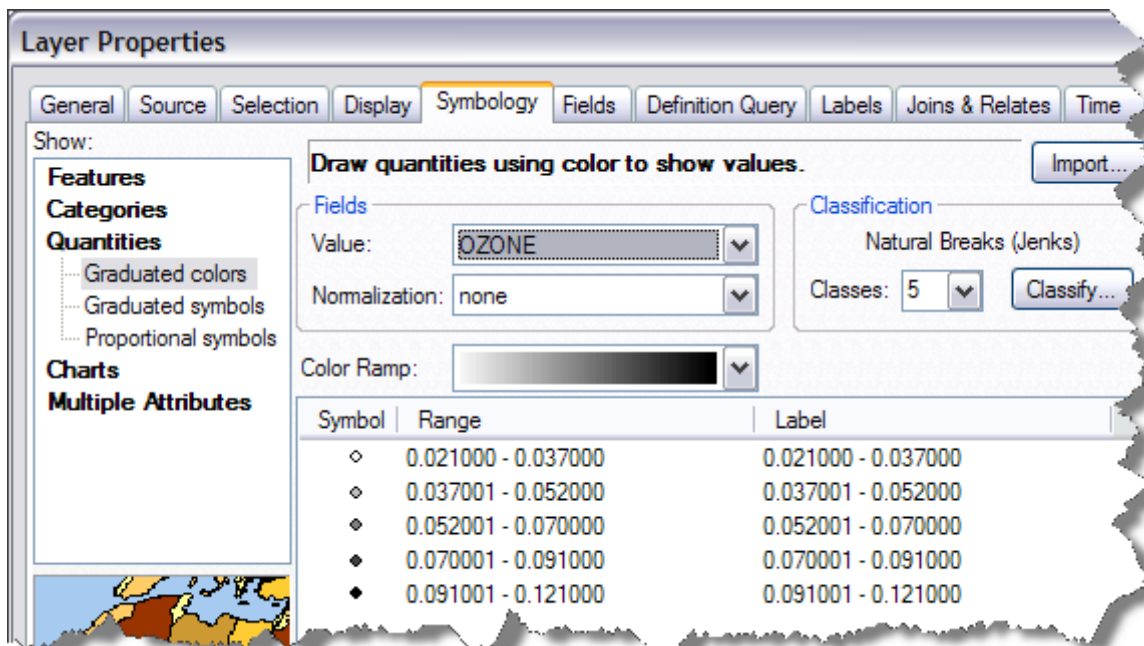 Layer Properties
General Source Selection Display Symbology Fields Definition Query Labels Joins & Relates Time
Show:
Features
Categories
Quantities
Graduated colors
Graduated symbols
Proportional symbols
Charts
Multiple Attributes
Draw quantities using color to show values.
Import...
Fields
Value: OZONE
Normalization: none
Classification
Natural Breaks (Jenks)
Classes: 5 Classify...
Color Ramp:
Symbol Range Label
0.021000 - 0.037000 0.021000 - 0.037000
0.037001 - 0.052000 0.037001 - 0.052000
0.052001 - 0.070000 0.052001 - 0.070000
0.070001 - 0.091000 0.070001 - 0.091000
0.091001 - 0.121000 0.091001 - 0.121000